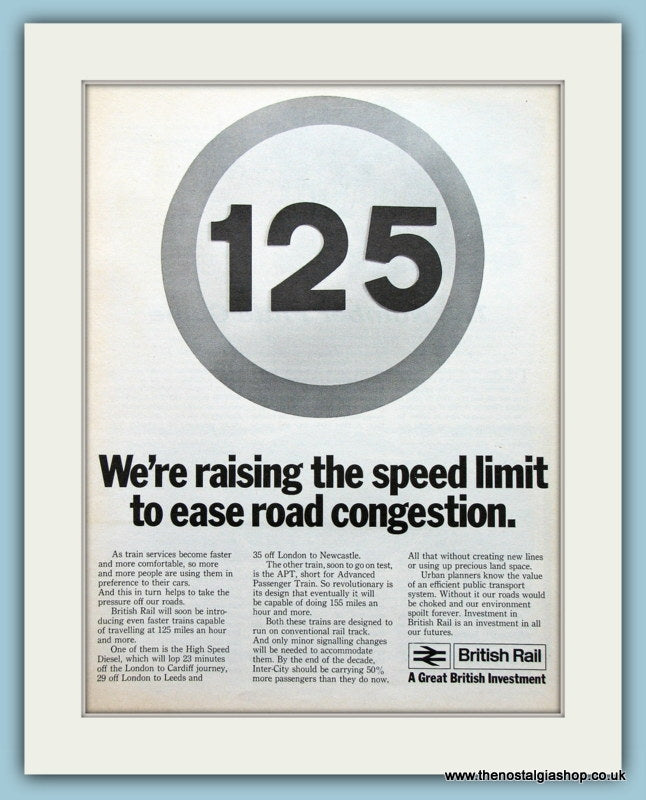 125
We're raising the speed limit
to ease road congestion.
As train services become faster
and more comfortable, so more
and more people are using them in
preference to their cars.
And this in turn helps to take the
pressure off our roads.
British Rail will soon be intro-
ducing even faster trains capable
of travelling at 125 miles an hour
and more.
One of them is the High Speed
Diesel, which will lop 23 minutes
off the London to Cardiff journey,
29 off London to Leeds and
35 off London to Newcastle.
The other train, soon to go on test,
is the APT, short for Advanced
Passenger Train. So revolutionary is
its design that eventually it will
be capable of doing 155 miles an
hour and more.
Both these trains are designed to
run on conventional rail track.
And only minor signalling changes
will be needed to accommodate
them. By the end of the decade,
Inter-City should be carrying 50%
more passengers than they do now.
All that without creating new lines
or using up precious land space.
Urban planners know the value
of an efficient public transport
system. Without it our roads would
be choked and our environment
spoilt forever. Investment in
British Rail is an investment in all
our futures.
British Rail
A Great British Investment
www.thenostalgiashop.co.uk